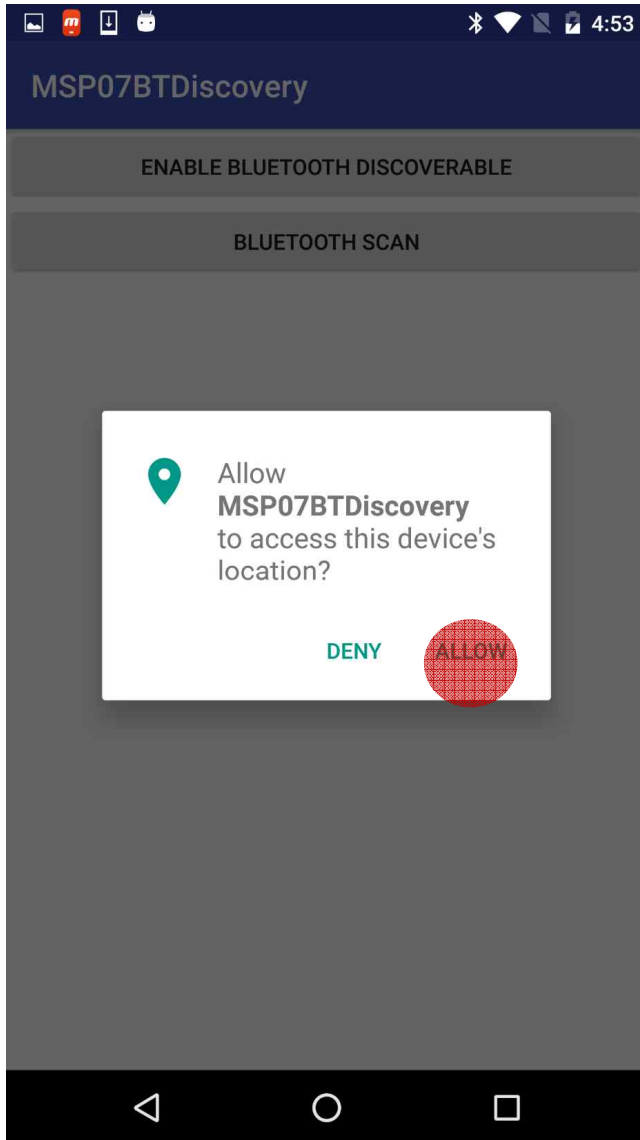 4:53
MSP07BTDiscovery
ENABLE BLUETOOTH DISCOVERABLE
BLUETOOTH SCAN
Allow
MSP07BTDiscovery
to access this device's
location?
DENY ALLOW